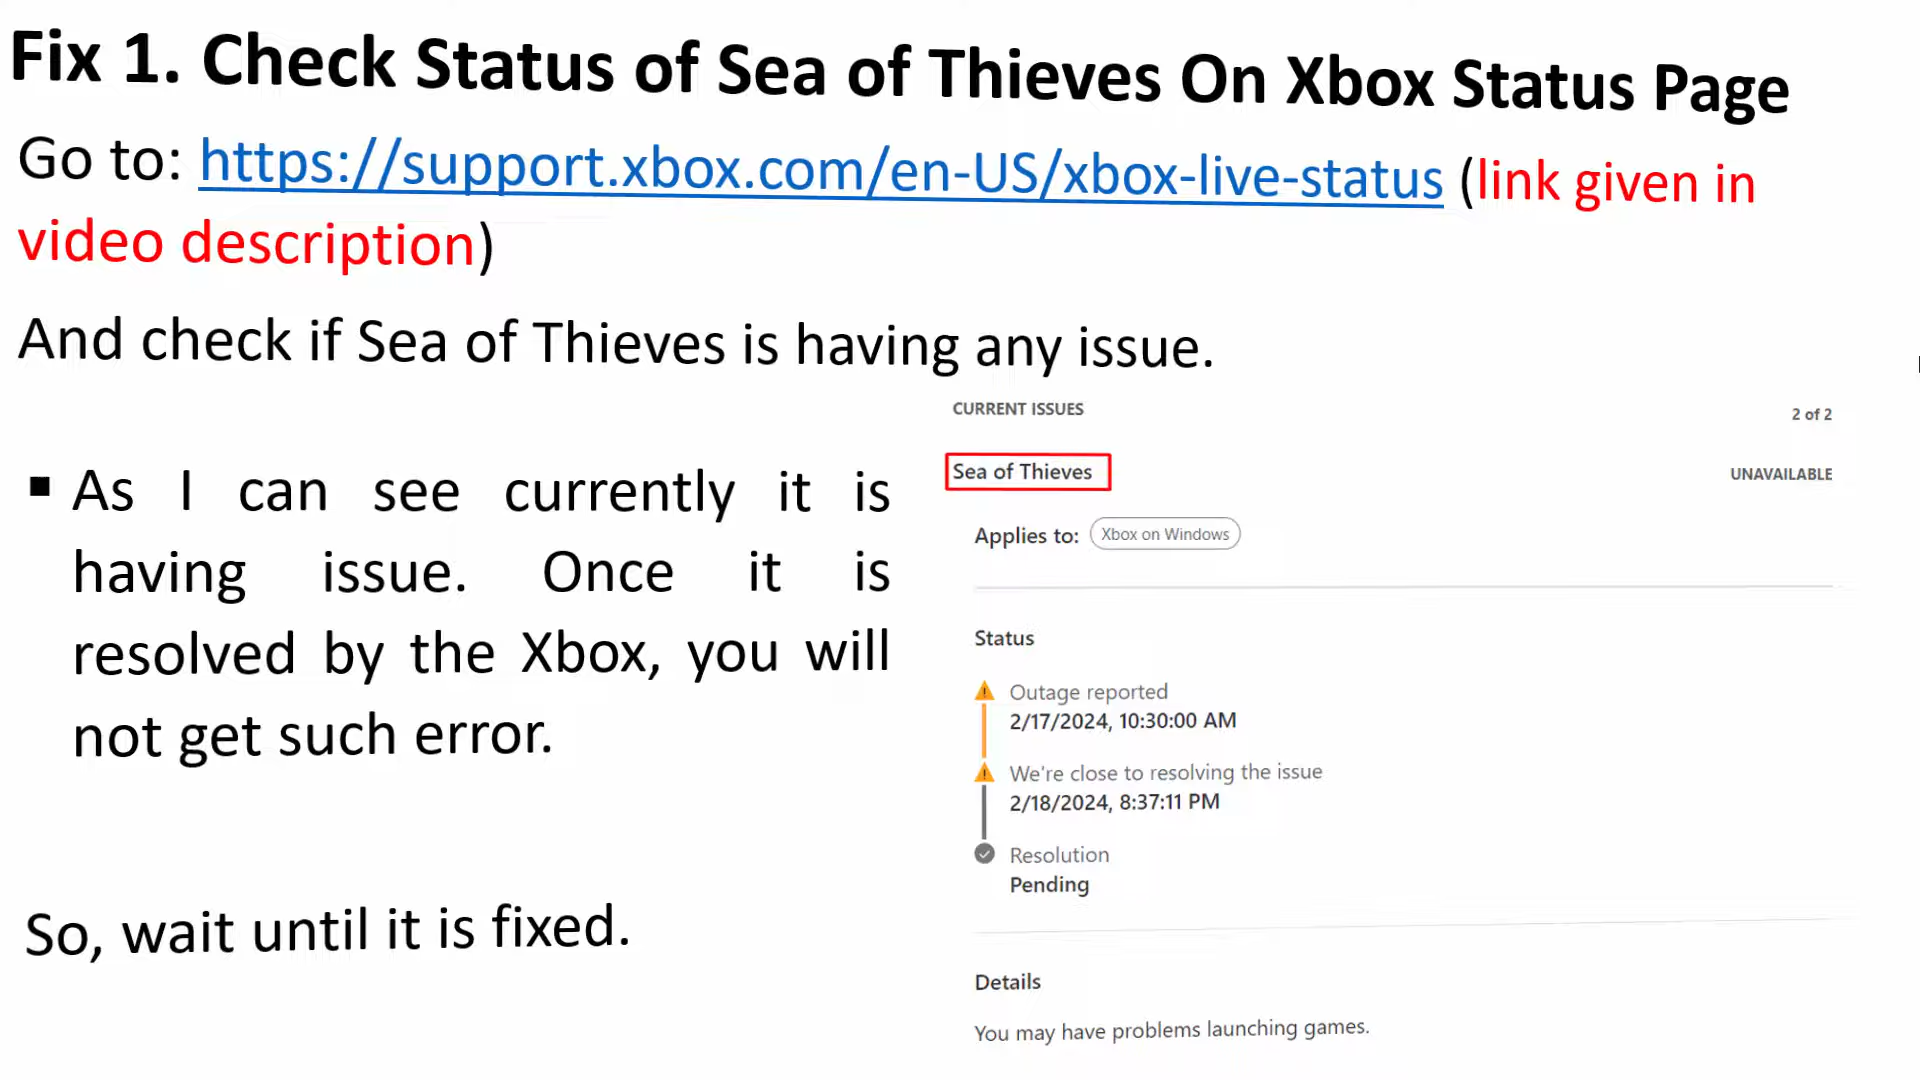 Fix 1. Check Status of Sea of Thieves On Xbox Status Page
Go to: https://support.xbox.com/en-US/xbox-live-status (link given in
video description)
And check if Sea of Thieves is having any issue.
▪ As I can see currently it is
having issue. Once it is
resolved by the Xbox, you will
not get such error.
So, wait until it is fixed.
CURRENT ISSUES 2 of 2
Sea of Thieves UNAVAILABLE
Applies to: Xbox on Windows
Status
Outage reported
2/17/2024, 10:30:00 AM
We're close to resolving the issue
2/18/2024, 8:37:11 PM
Resolution
Pending
Details
You may have problems launching games.